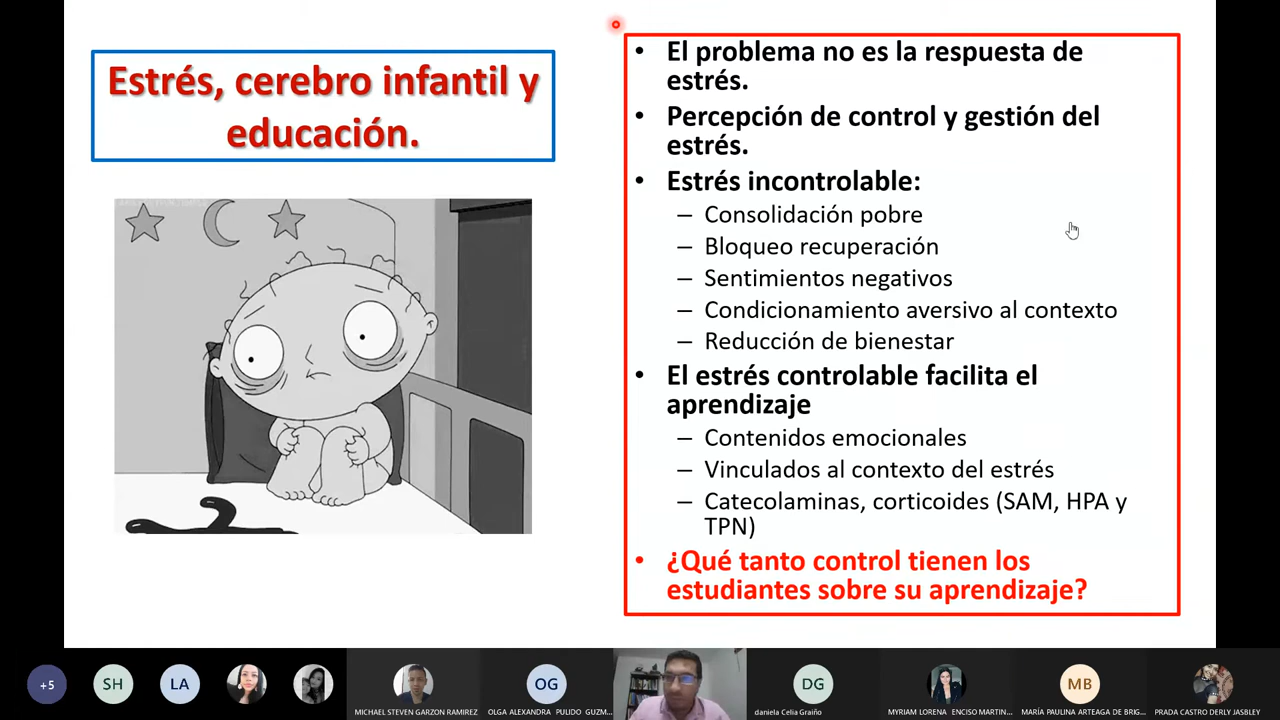 Estrés, cerebro infantil y
educación.
• El problema no es la respuesta de
estrés.
• Percepción de control y gestión del
estrés.
• Estrés incontrolable:
– Consolidación pobre
– Bloqueo recuperación
– Sentimientos negativos
– Condicionamiento aversivo al contexto
– Reducción de bienestar
• El estrés controlable facilita el
aprendizaje
– Contenidos emocionales
– Vinculados al contexto del estrés
– Catecolaminas, corticoides (SAM, HPA y
TPN)
• ¿Qué tanto control tienen los
estudiantes sobre su aprendizaje?
+5
SH
LA
MICHAEL STEVEN GARZON RAMIREZ
OG
OLGA ALEXANDRA PULIDO GUZM...
DG
daniela Celia Graiño
MYRIAM LORENA ENCISO MARTIN...
MB
MARÍA PAULINA ARTEAGA DE BRIG...
PRADA CASTRO DERLY JASBLEY